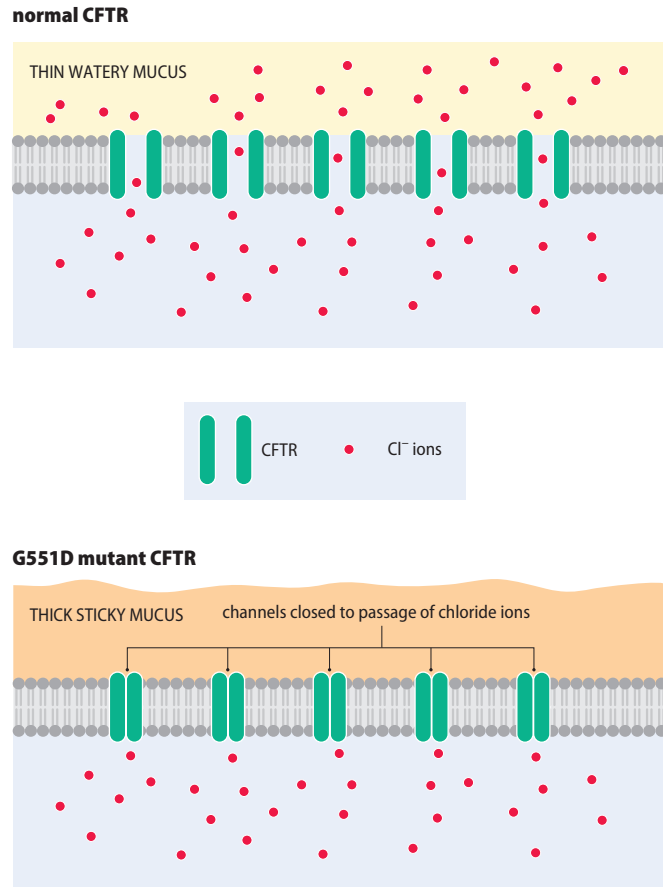 normal CFTR
THIN WATERY MUCUS
CFTR
Cl⁻ ions
G551D mutant CFTR
THICK STICKY MUCUS
channels closed to passage of chloride ions